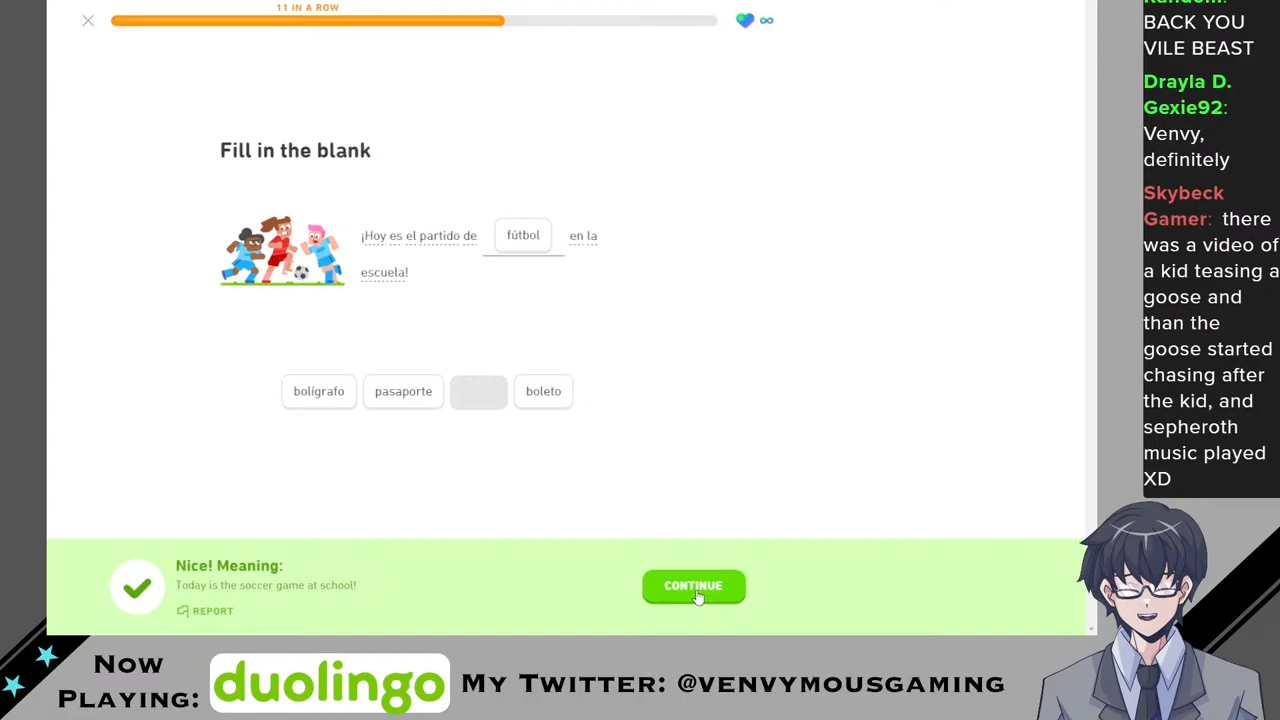 11 IN A ROW
Fill in the blank
¡Hoy es el partido de fútbol en la
escuela!
bolígrafo pasaporte boleto
Nice! Meaning:
Today is the soccer game at school!
REPORT
CONTINUE
BACK YOU
VILE BEAST
Drayla D.
Gexie92:
Venvy,
definitely
Skybeck
Gamer: there
was a video of
a kid teasing a
goose and
than the
goose started
chasing after
the kid, and
sepheroth
music played
XD
Now
Playing:
duolingo
My Twitter: @venvymousgaming